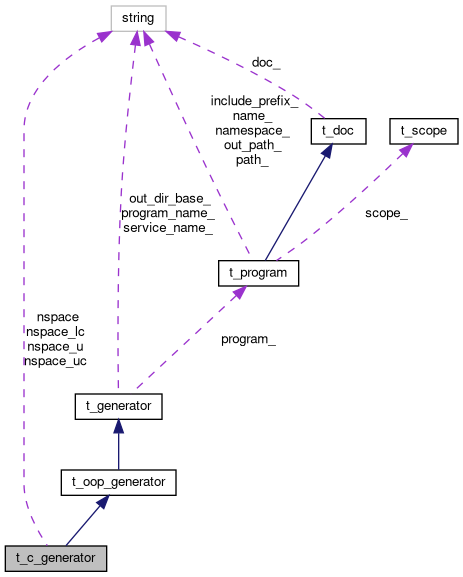 string
doc_
include_prefix_
name_
namespace_
out_path_
path_
t_doc
t_scope
out_dir_base_
program_name_
service_name_
scope_
t_program
nspace
nspace_lc
nspace_u
nspace_uc
program_
t_generator
t_oop_generator
t_c_generator